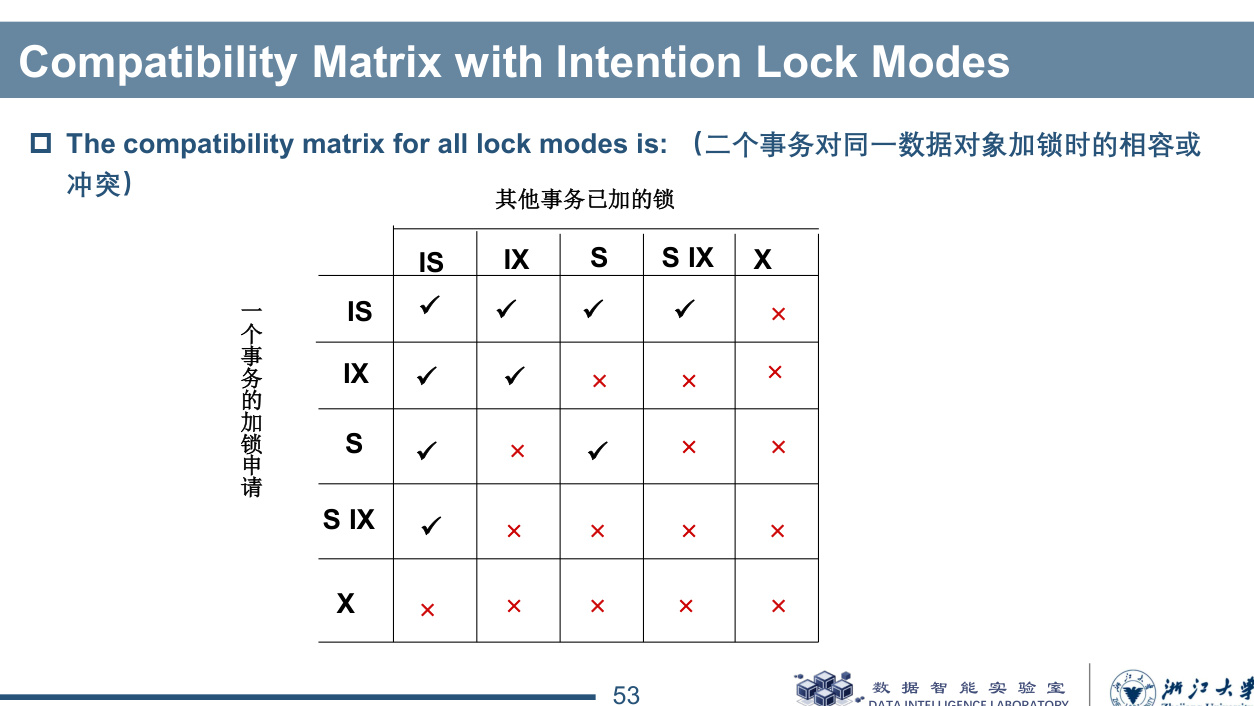 Compatibility Matrix with Intention Lock Modes
The compatibility matrix for all lock modes is: （二个事务对同一数据对象加锁时的相容或
冲突）
其他事务已加的锁
IS IX S S IX X
一个事务的加锁申请
IS ✓ ✓ ✓ ✓ ×
IX ✓ ✓ × × ×
S ✓ × ✓ × ×
S IX ✓ × × × ×
X × × × × ×
53
数据智能实验室
DATA INTELLIGENCE LABORATORY
浙江大学